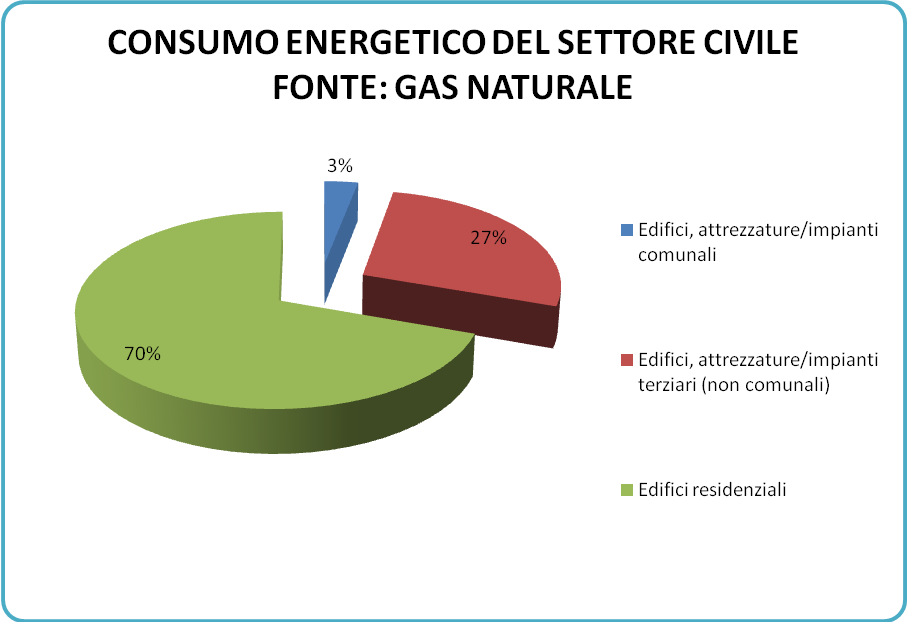 CONSUMO ENERGETICO DEL SETTORE CIVILE
FONTE: GAS NATURALE
3%
27%
70%
Edifici, attrezzature/impianti
comunali
Edifici, attrezzature/impianti
terziari (non comunali)
Edifici residenziali